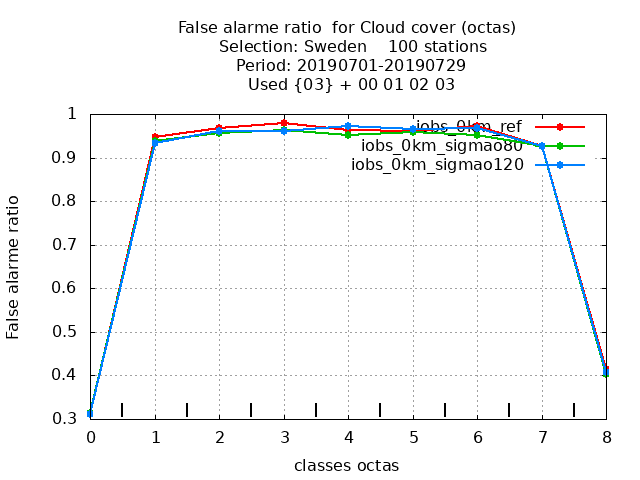 False alarme ratio  for Cloud cover (octas)
Selection: Sweden    100 stations
Period: 20190701-20190729
Used {03} + 00 01 02 03
iobs_0km_ref
iobs_0km_sigmao80
iobs_0km_sigmao120
False alarme ratio
1
0.9
0.8
0.7
0.6
0.5
0.4
0.3
0 1 2 3 4 5 6 7 8
classes octas